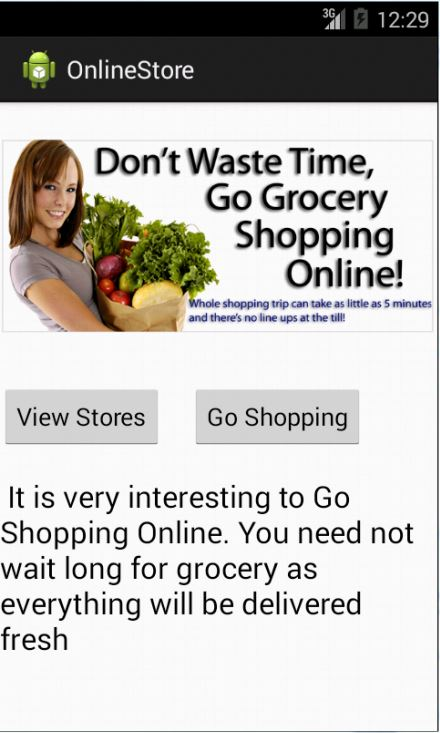 3G 12:29
OnlineStore
Don't Waste Time,
Go Grocery
Shopping
Online!
Whole shopping trip can take as little as 5 minutes
and there's no line ups at the till!
View Stores Go Shopping
It is very interesting to Go
Shopping Online. You need not
wait long for grocery as
everything will be delivered
fresh